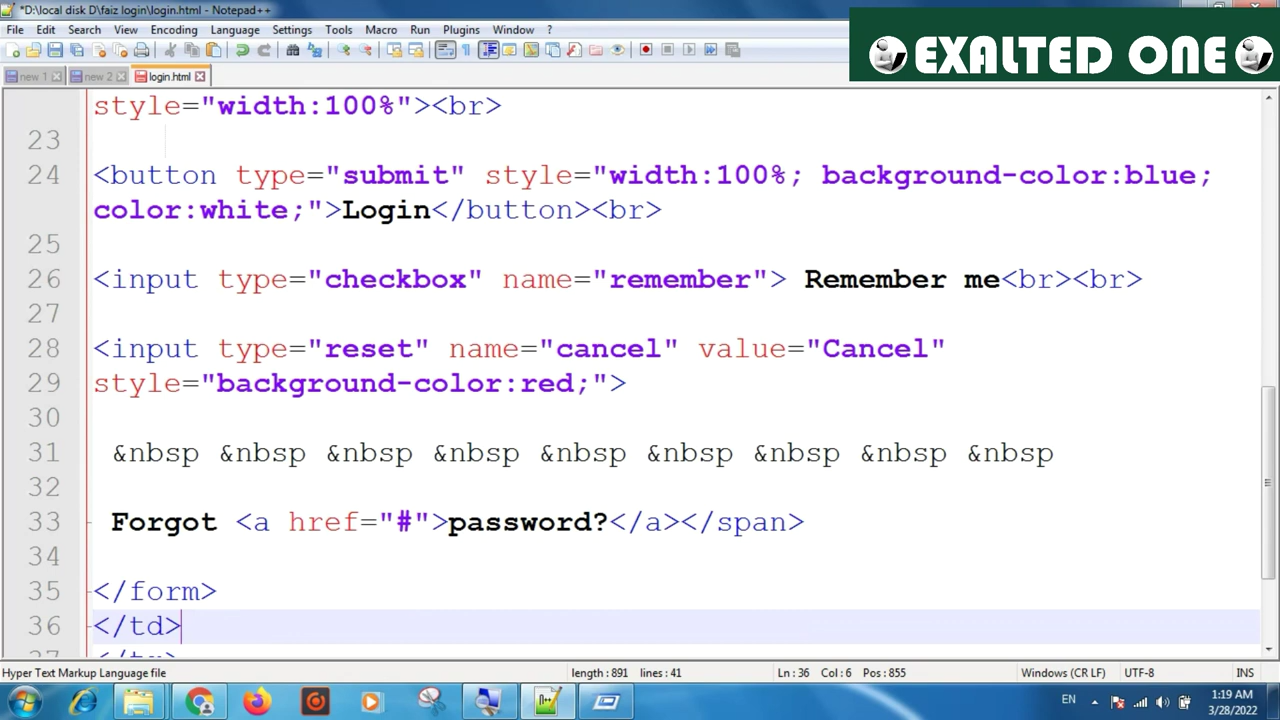 *D:\local disk D\faiz login\login.html - Notepad++
File Edit Search View Encoding Language Settings Tools Macro Run Plugins Window ?
EXALTED ONE
new 1 new 2 login.html
style="width:100%"><br>
23
24 <button type="submit" style="width:100%; background-color:blue;
color:white;">Login</button><br>
25
26 <input type="checkbox" name="remember"> Remember me<br><br>
27
28 <input type="reset" name="cancel" value="Cancel"
29 style="background-color:red;">
30
31 &nbsp &nbsp &nbsp &nbsp &nbsp &nbsp &nbsp &nbsp &nbsp
32
33 Forgot <a href="#">password?</a></span>
34
35 </form>
36 </td>
37 </tr>
Hyper Text Markup Language file length : 891 lines : 41 Ln : 36 Col : 6 Pos : 855 Windows (CR LF) UTF-8 INS
EN 1:19 AM
3/28/2022